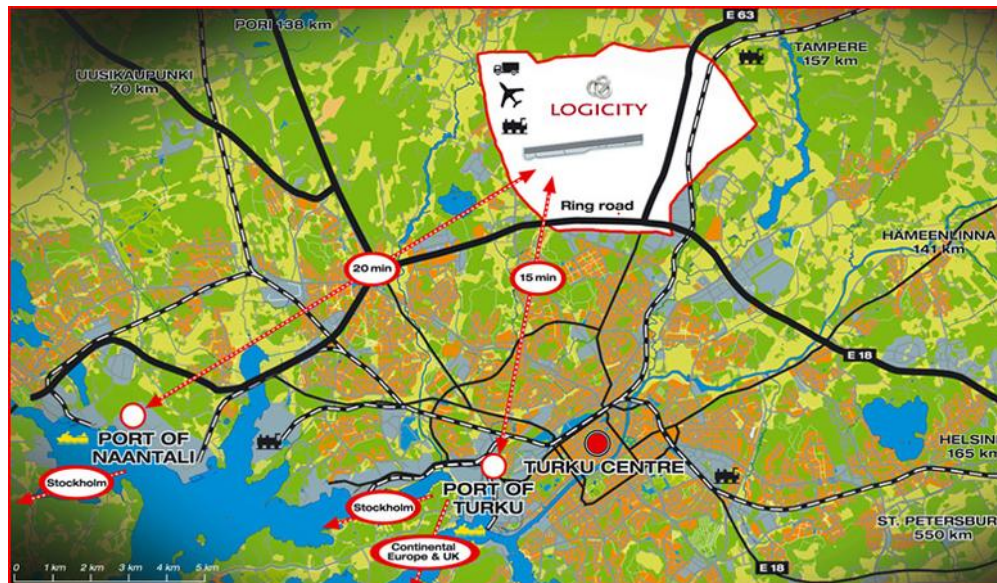 E 63
PORI 138 km
TAMPERE
157 km
UUSIKAUPUNKI
70 km
LOGICITY
Ring road
HÄMEENLINNA
141 km
20 min
15 min
E 18
PORT OF
NAANTALI
TURKU CENTRE
HELSINKI
165 km
Stockholm
PORT OF
TURKU
Stockholm
ST. PETERSBURG
550 km
Continental
Europe & UK
E 18
0 1 km 2 km 3 km 4 km 5 km